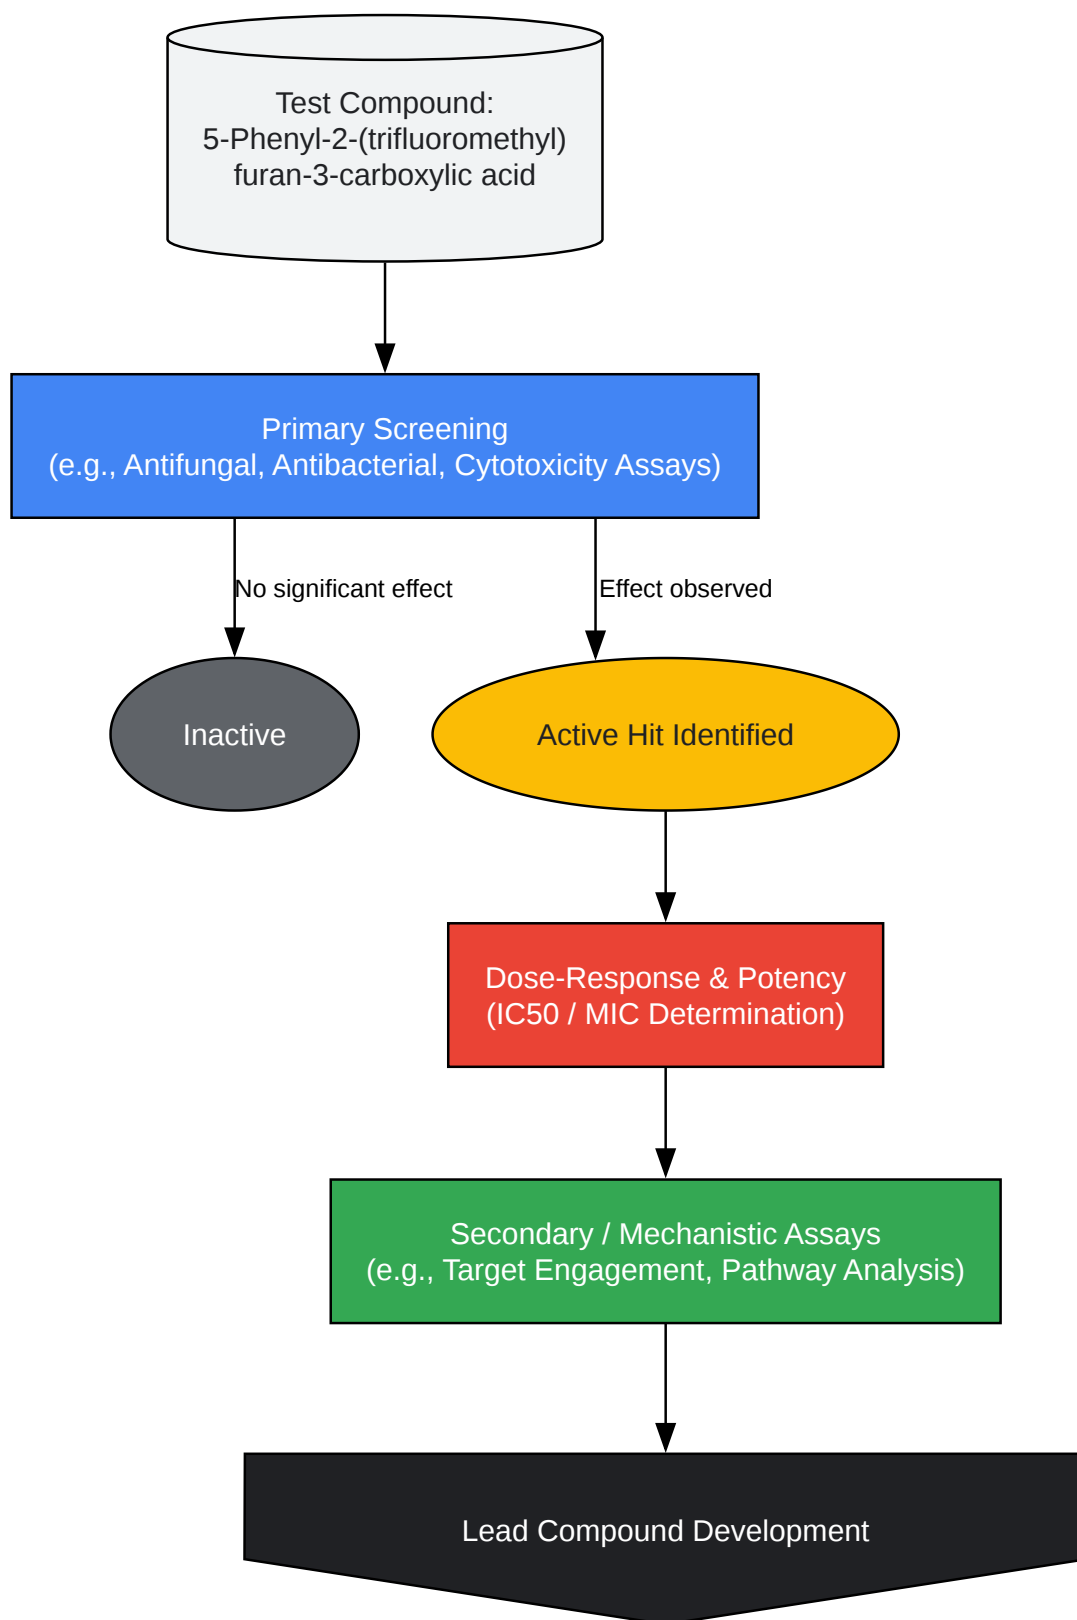 Test Compound:
5-Phenyl-2-(trifluoromethyl)
furan-3-carboxylic acid
Primary Screening
(e.g., Antifungal, Antibacterial, Cytotoxicity Assays)
No significant effect
Effect observed
Inactive
Active Hit Identified
Dose-Response & Potency
(IC50 / MIC Determination)
Secondary / Mechanistic Assays
(e.g., Target Engagement, Pathway Analysis)
Lead Compound Development